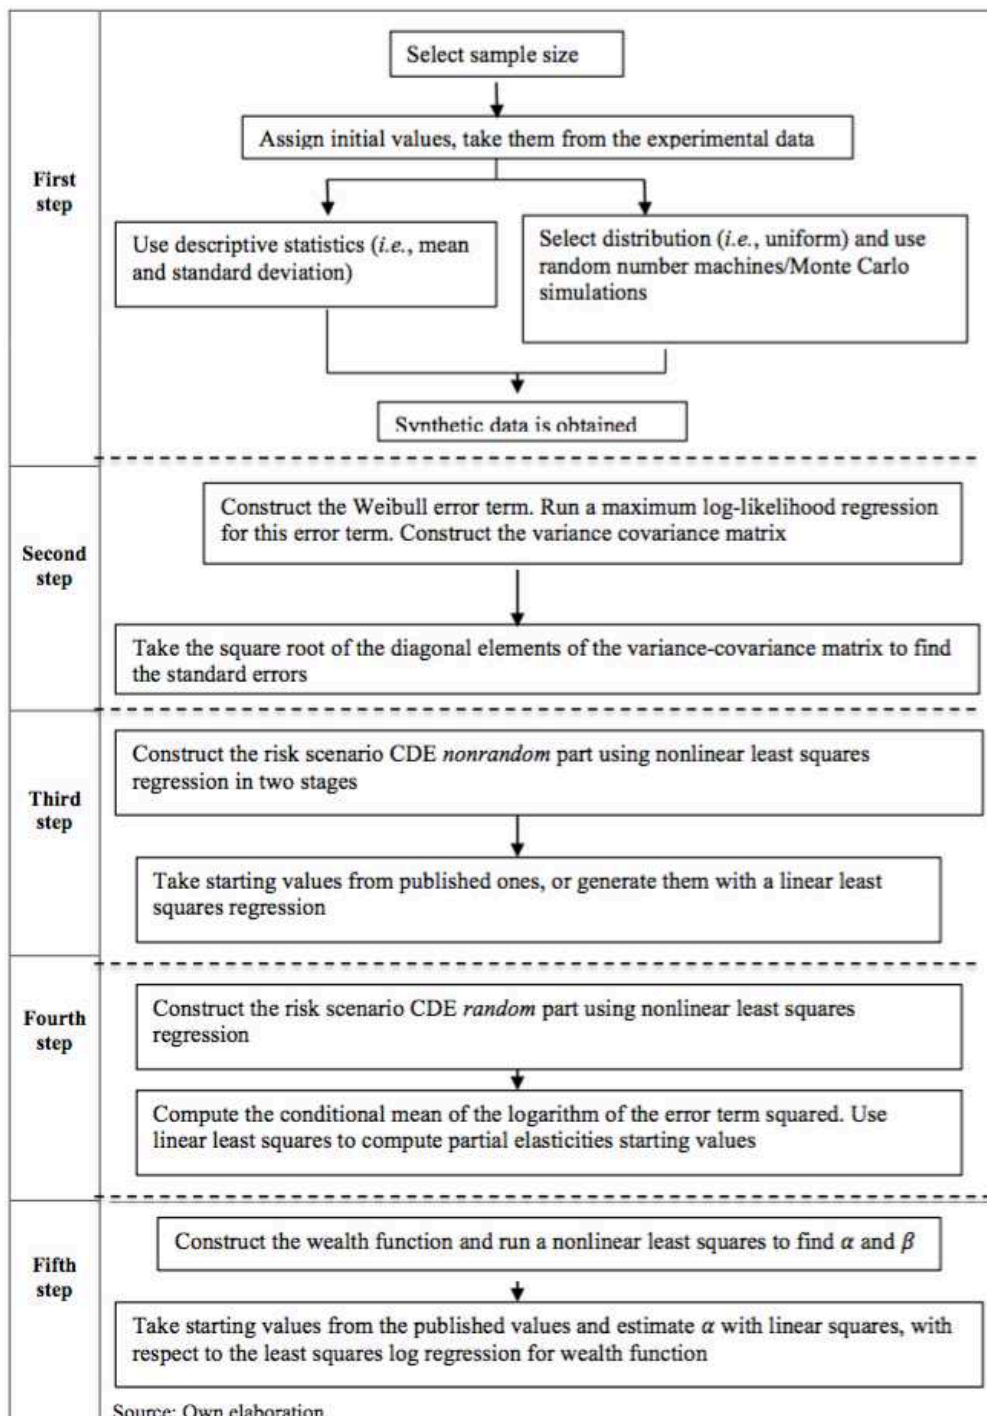 First
step
Select sample size
Assign initial values, take them from the experimental data
Use descriptive statistics (i.e., mean
and standard deviation)
Select distribution (i.e., uniform) and use
random number machines/Monte Carlo
simulations
Synthetic data is obtained
Second
step
Construct the Weibull error term. Run a maximum log-likelihood regression
for this error term. Construct the variance covariance matrix
Take the square root of the diagonal elements of the variance-covariance matrix to find
the standard errors
Third
step
Construct the risk scenario CDE nonrandom part using nonlinear least squares
regression in two stages
Take starting values from published ones, or generate them with a linear least
squares regression
Fourth
step
Construct the risk scenario CDE random part using nonlinear least squares
regression
Compute the conditional mean of the logarithm of the error term squared. Use
linear least squares to compute partial elasticities starting values
Fifth
step
Construct the wealth function and run a nonlinear least squares to find α and β
Take starting values from the published values and estimate α with linear squares, with
respect to the least squares log regression for wealth function
Source: Own elaboration